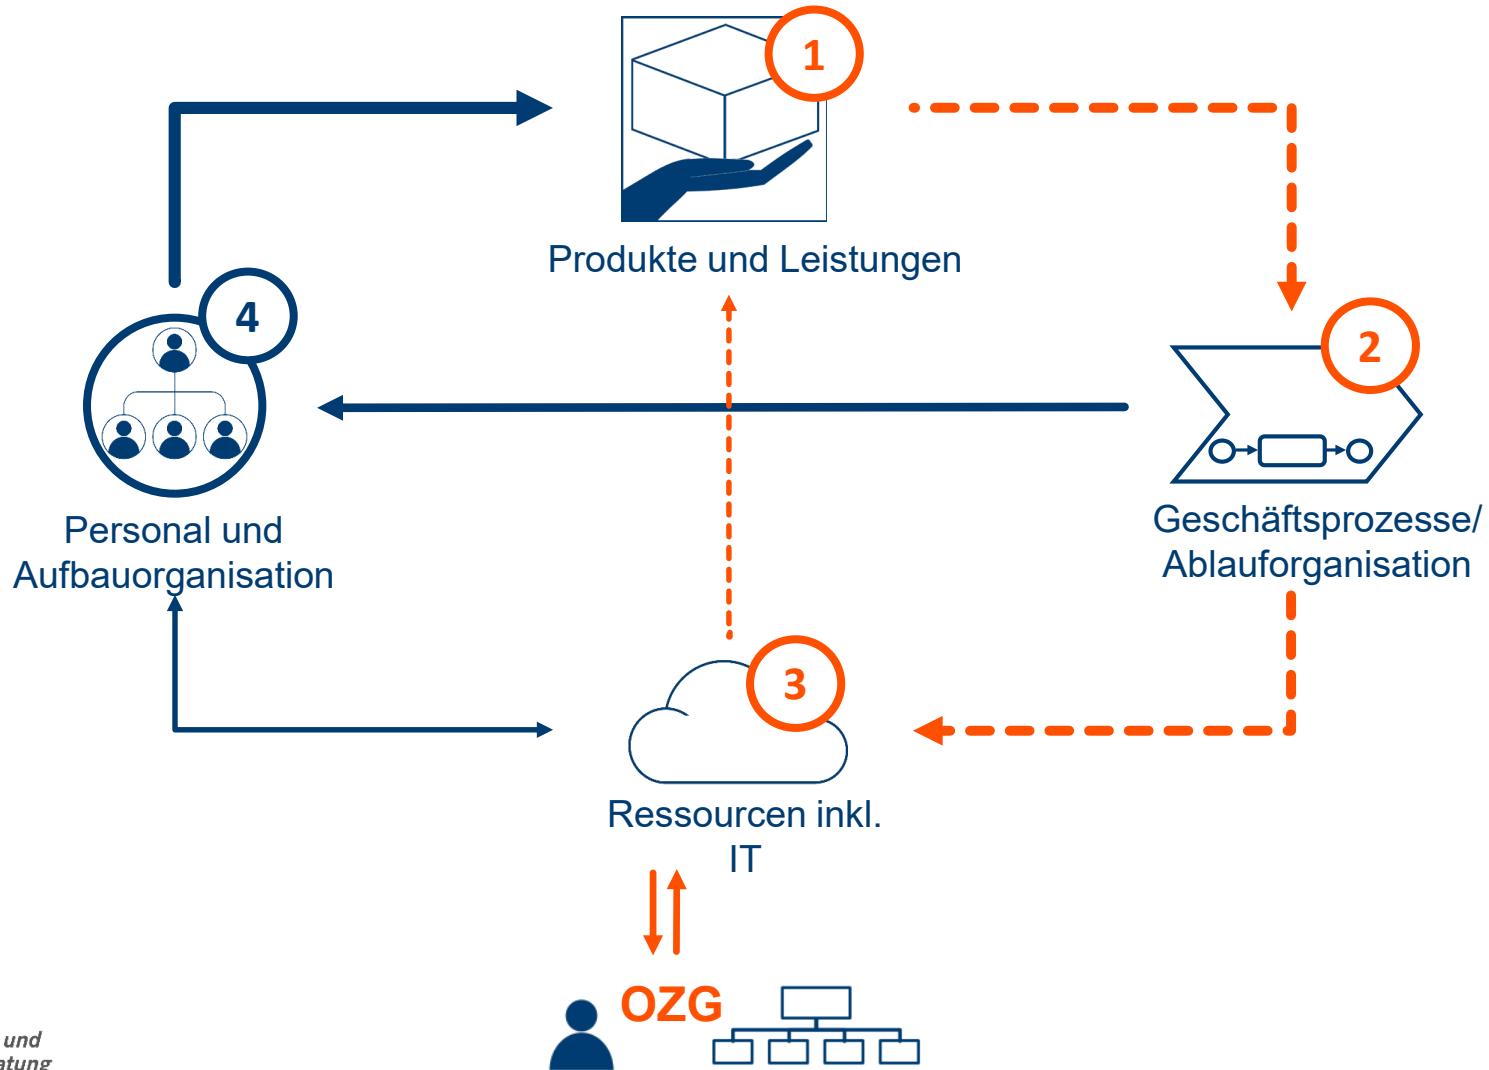 1
Produkte und Leistungen
4
2
Personal und
Aufbauorganisation
Geschäftsprozesse/
Ablauforganisation
3
Ressourcen inkl.
IT
OZG
und